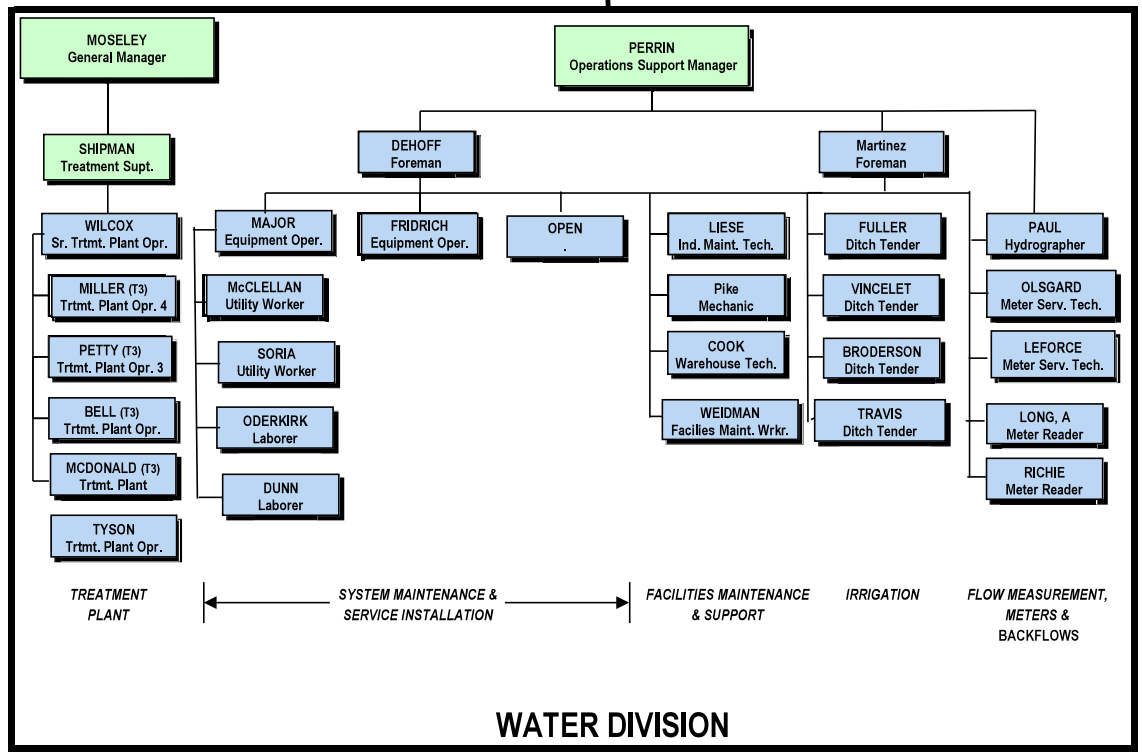 MOSELEY
General Manager
PERRIN
Operations Support Manager
SHIPMAN
Treatment Supt.
DEHOFF
Foreman
Martinez
Foreman
WILCOX
Sr. Trtmt. Plant Opr.
MILLER (T3)
Trtmt. Plant Opr. 4
PETTY (T3)
Trtmt. Plant Opr. 3
BELL (T3)
Trtmt. Plant Opr.
MCDONALD (T3)
Trtmt. Plant
TYSON
Trtmt. Plant Opr.
MAJOR
Equipment Oper.
McCLELLAN
Utility Worker
SORIA
Utility Worker
ODERKIRK
Laborer
DUNN
Laborer
FRIDRICH
Equipment Oper.
OPEN
.
LIESE
Ind. Maint. Tech.
Pike
Mechanic
COOK
Warehouse Tech.
WEIDMAN
Facilies Maint. Wrkr.
FULLER
Ditch Tender
VINCELET
Ditch Tender
BRODERSON
Ditch Tender
TRAVIS
Ditch Tender
PAUL
Hydrographer
OLSGARD
Meter Serv. Tech.
LEFORCE
Meter Serv. Tech.
LONG, A
Meter Reader
RICHIE
Meter Reader
TREATMENT
PLANT
SYSTEM MAINTENANCE &
SERVICE INSTALLATION
FACILITIES MAINTENANCE
& SUPPORT
IRRIGATION
FLOW MEASUREMENT,
METERS &
BACKFLOWS
WATER DIVISION